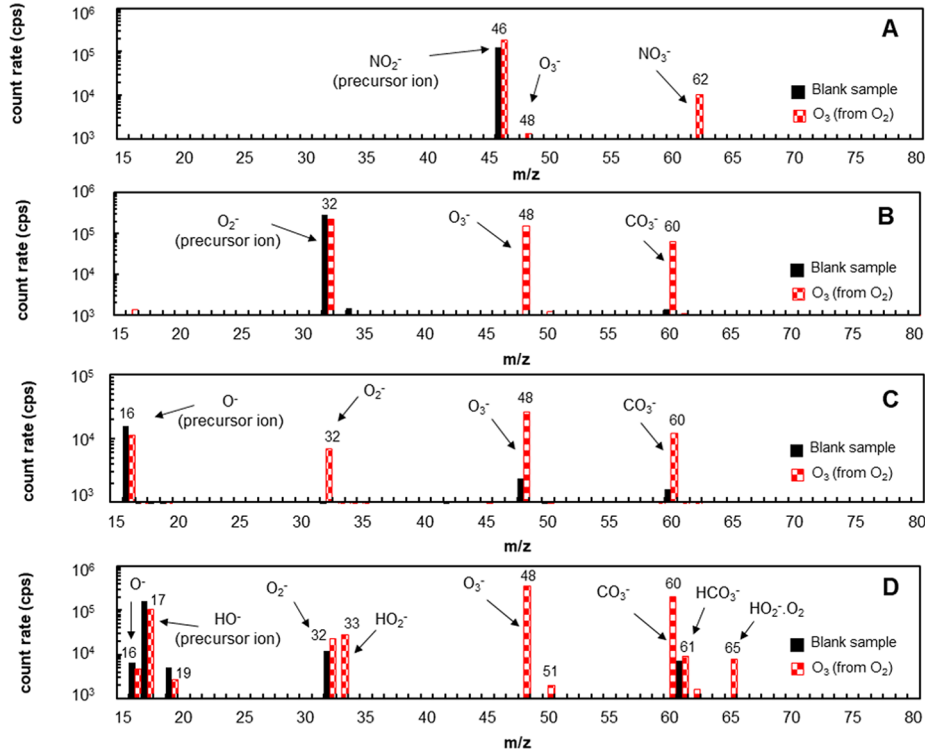 A
count rate (cps)
10⁶
10⁵
10⁴
10³
46
NO₂⁻
(precursor ion)
O₃⁻
48
NO₃⁻
62
Blank sample
O₃ (from O₂)
15 20 25 30 35 40 45 50 55 60 65 70 75 80
m/z
B
count rate (cps)
10⁶
10⁵
10⁴
10³
O₂⁻
(precursor ion)
32
O₃⁻
48
CO₃⁻
60
Blank sample
O₃ (from O₂)
15 20 25 30 35 40 45 50 55 60 65 70 75 80
m/z
C
count rate (cps)
10⁵
10⁴
10³
16
O⁻
(precursor ion)
O₂⁻
32
O₃⁻
48
CO₃⁻
60
Blank sample
O₃ (from O₂)
15 20 25 30 35 40 45 50 55 60 65 70 75 80
m/z
D
count rate (cps)
10⁶
10⁵
10⁴
10³
O⁻
16
17
HO⁻
(precursor ion)
19
O₂⁻
32
33
HO₂⁻
O₃⁻
48
51
CO₃⁻
60
HCO₃⁻
61
HO₂⁻.O₂
65
Blank sample
O₃ (from O₂)
15 20 25 30 35 40 45 50 55 60 65 70 75 80
m/z